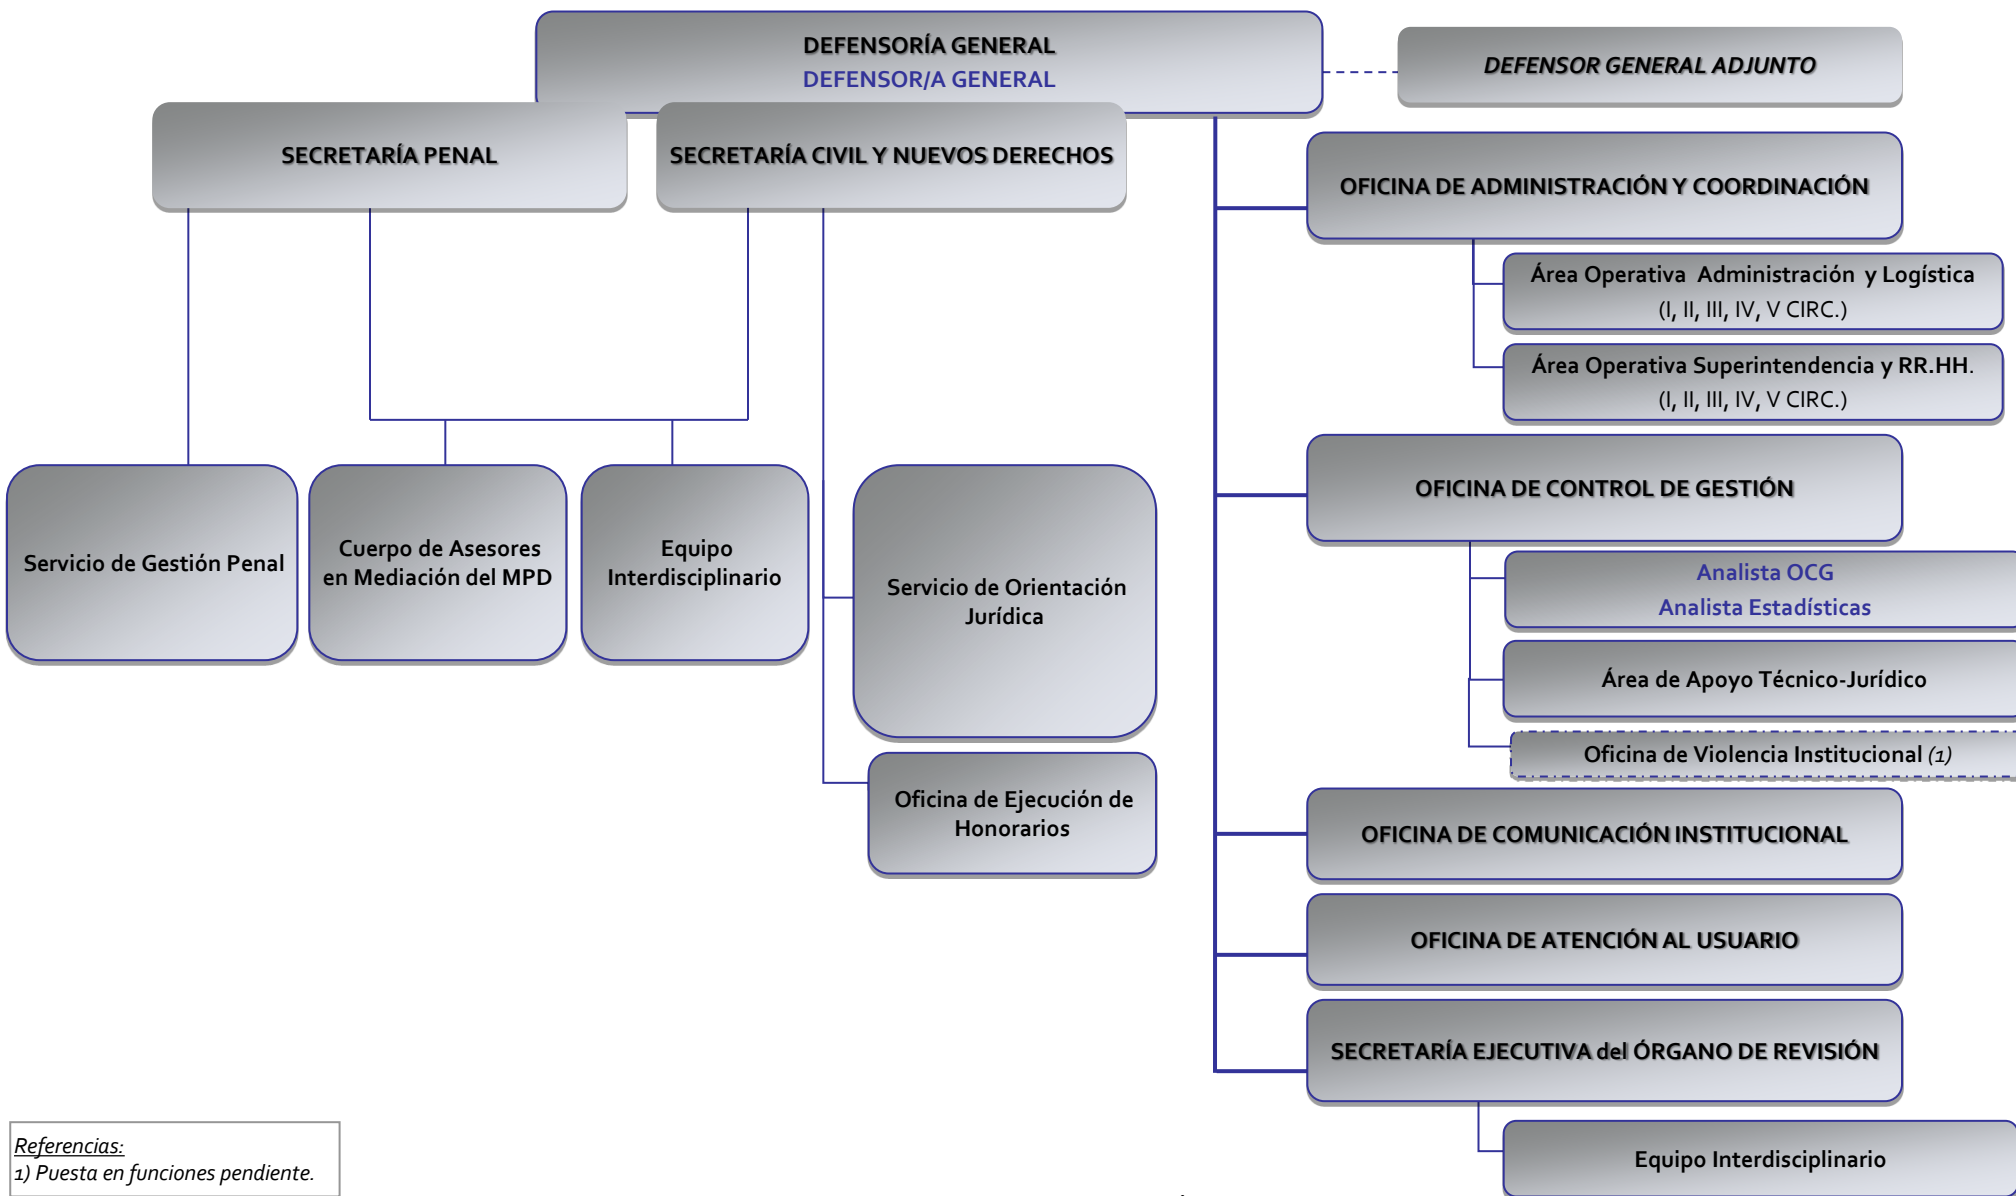 DEFENSORÍA GENERAL
DEFENSOR/A GENERAL
DEFENSOR GENERAL ADJUNTO
SECRETARÍA PENAL
SECRETARÍA CIVIL Y NUEVOS DERECHOS
OFICINA DE ADMINISTRACIÓN Y COORDINACIÓN
Área Operativa Administración y Logística
(I, II, III, IV, V CIRC.)
Área Operativa Superintendencia y RR.HH.
(I, II, III, IV, V CIRC.)
Servicio de Gestión Penal
Cuerpo de Asesores
en Mediación del MPD
Equipo
Interdisciplinario
Servicio de Orientación
Jurídica
Oficina de Ejecución de
Honorarios
OFICINA DE CONTROL DE GESTIÓN
Analista OCG
Analista Estadísticas
Área de Apoyo Técnico-Jurídico
Oficina de Violencia Institucional (1)
OFICINA DE COMUNICACIÓN INSTITUCIONAL
OFICINA DE ATENCIÓN AL USUARIO
SECRETARÍA EJECUTIVA del ÓRGANO DE REVISIÓN
Equipo Interdisciplinario
Referencias:
1) Puesta en funciones pendiente.